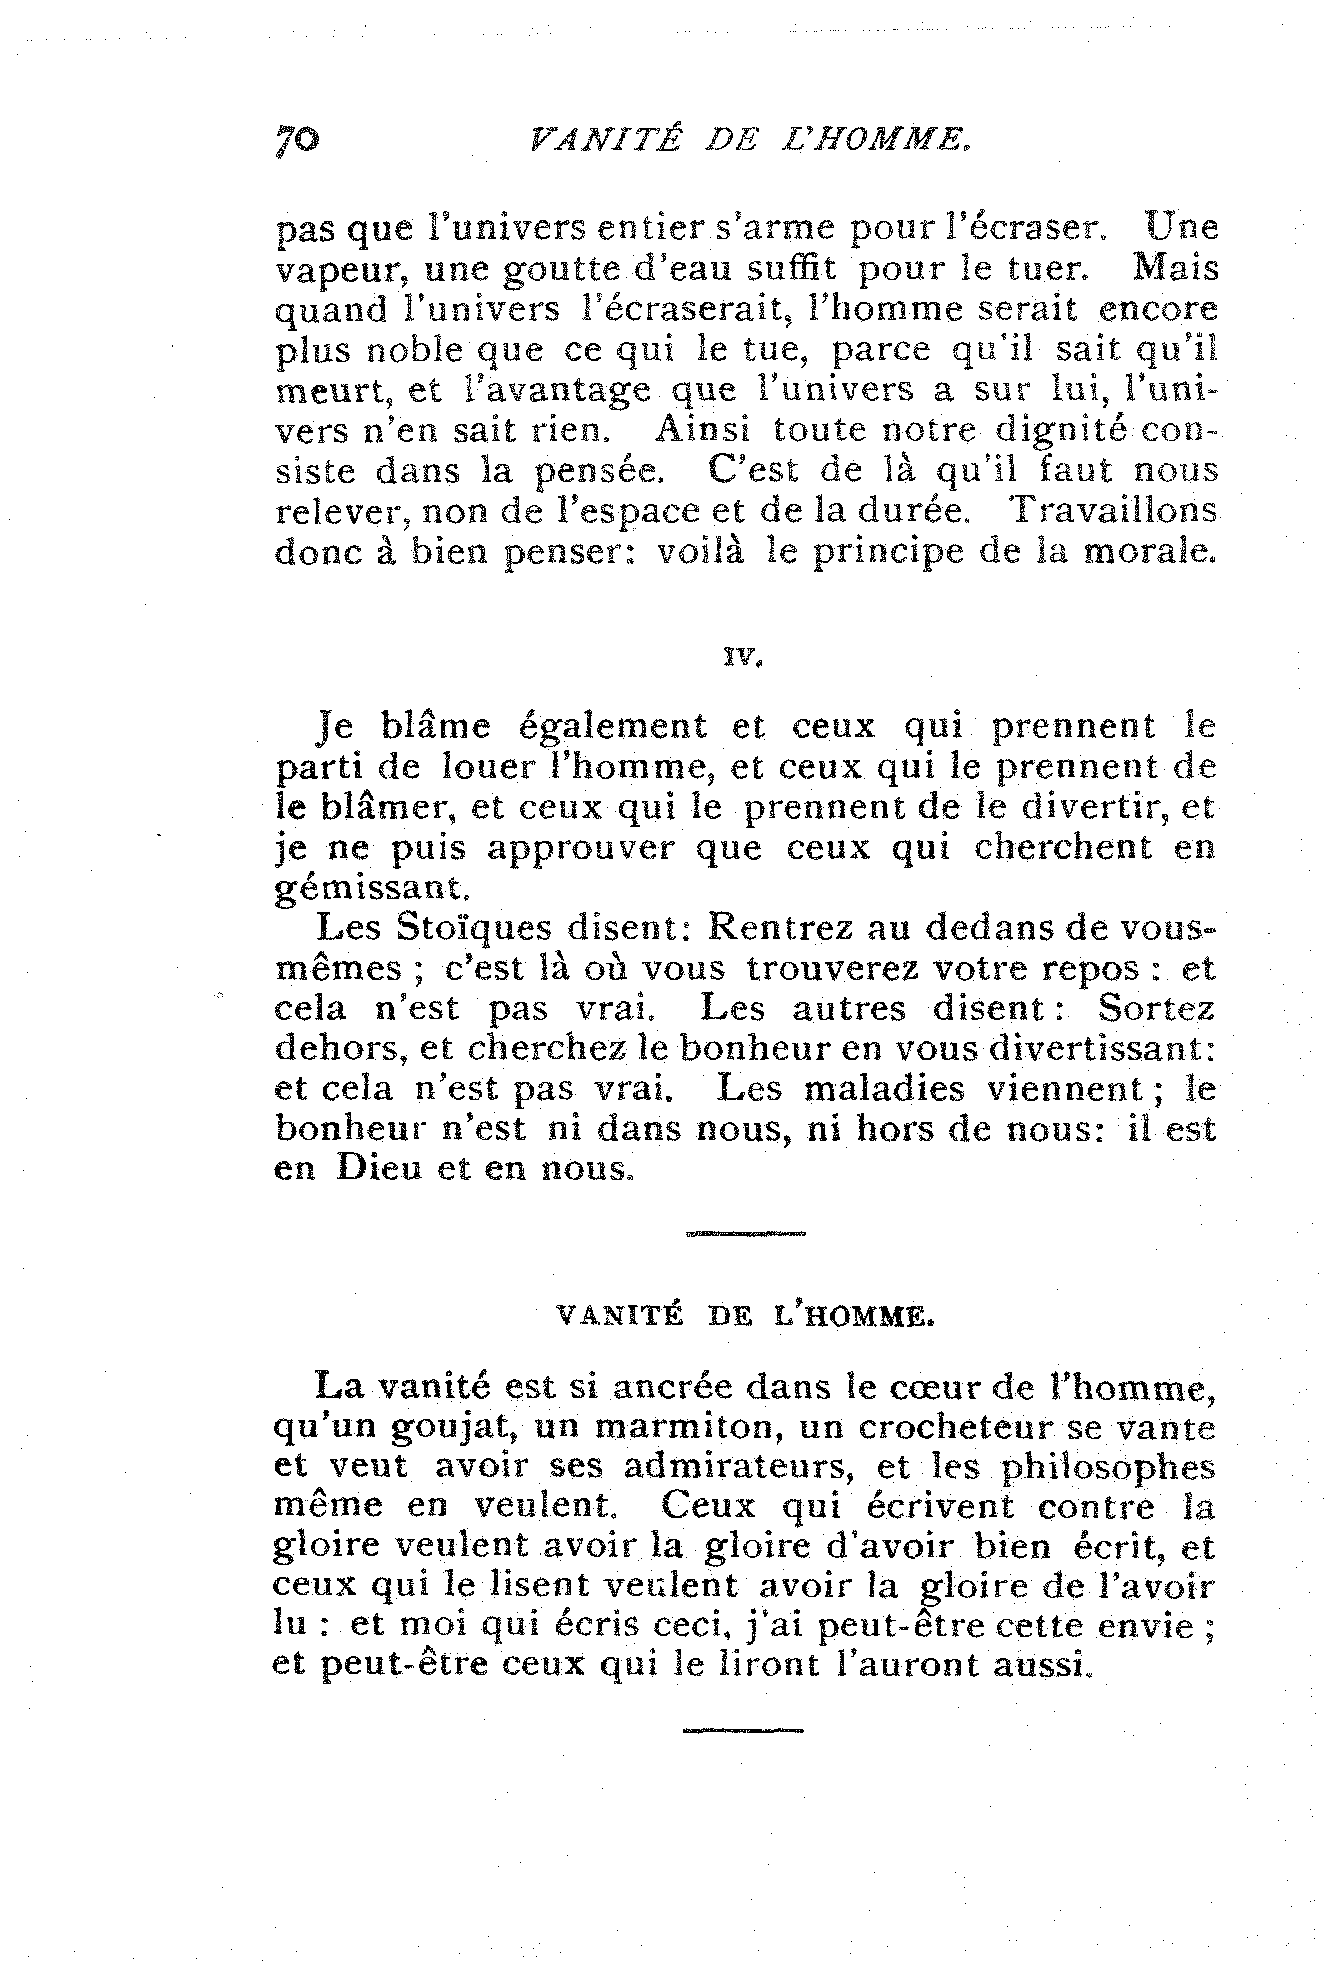 70 VANITÉ DE L'HOMME.
pas que l'univers entier s'arme pour l'écraser. Une
vapeur, une goutte d'eau suffit pour le tuer. Mais
quand l'univers l'écraserait, l'homme serait encore
plus noble que ce qui le tue, parce qu'il sait qu'il
meurt, et l'avantage que l'univers a sur lui, l'uni-
vers n'en sait rien. Ainsi toute notre dignité con-
siste dans la pensée. C'est de là qu'il faut nous
relever, non de l'espace et de la durée. Travaillons
donc à bien penser: voilà le principe de la morale.
IV.
Je blâme également et ceux qui prennent le
parti de louer l'homme, et ceux qui le prennent de
le blâmer, et ceux qui le prennent de le divertir, et
je ne puis approuver que ceux qui cherchent en
gémissant.
Les Stoïques disent: Rentrez au dedans de vous-
mêmes ; c'est là où vous trouverez votre repos : et
cela n'est pas vrai. Les autres disent : Sortez
dehors, et cherchez le bonheur en vous divertissant:
et cela n'est pas vrai. Les maladies viennent ; le
bonheur n'est ni dans nous, ni hors de nous: il est
en Dieu et en nous.
VANITÉ DE L'HOMME.
La vanité est si ancrée dans le cœur de l'homme,
qu'un goujat, un marmiton, un crocheteur se vante
et veut avoir ses admirateurs, et les philosophes
même en veulent. Ceux qui écrivent contre la
gloire veulent avoir la gloire d'avoir bien écrit, et
ceux qui le lisent veulent avoir la gloire de l'avoir
lu : et moi qui écris ceci, j'ai peut-être cette envie ;
et peut-être ceux qui le liront l'auront aussi.